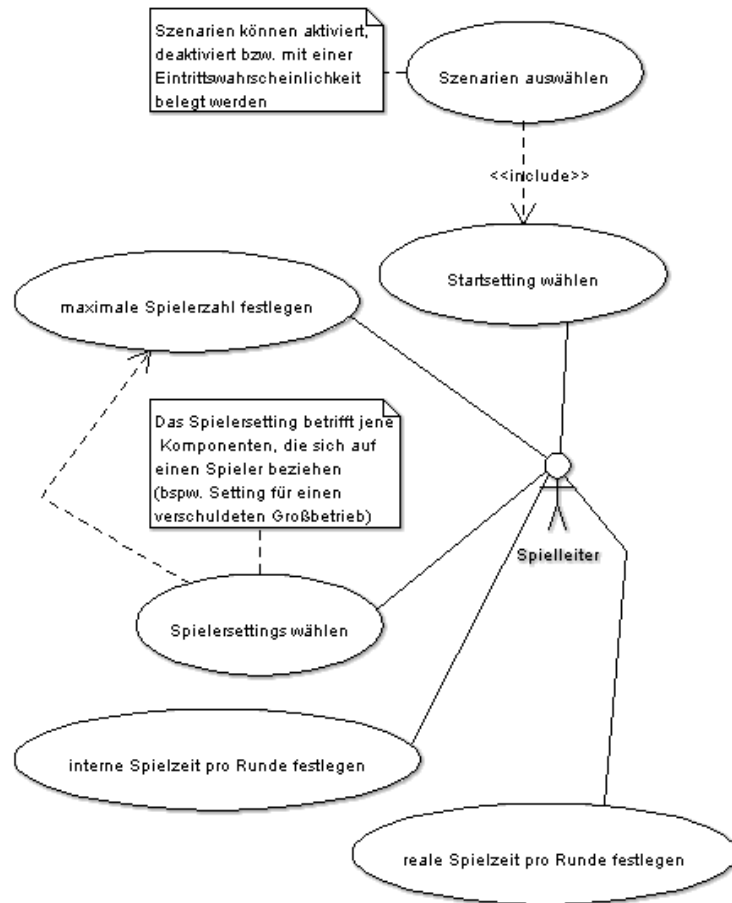 Szenarien können aktiviert,
deaktiviert bzw. mit einer
Eintrittswahrscheinlichkeit
belegt werden
Szenarien auswählen
<<include>>
Startsetting wählen
maximale Spielerzahl festlegen
Das Spielersetting betrifft jene
Komponenten, die sich auf
einen Spieler beziehen
(bspw. Setting für einen
verschuldeten Großbetrieb)
Spielleiter
Spielersettings wählen
interne Spielzeit pro Runde festlegen
reale Spielzeit pro Runde festlegen